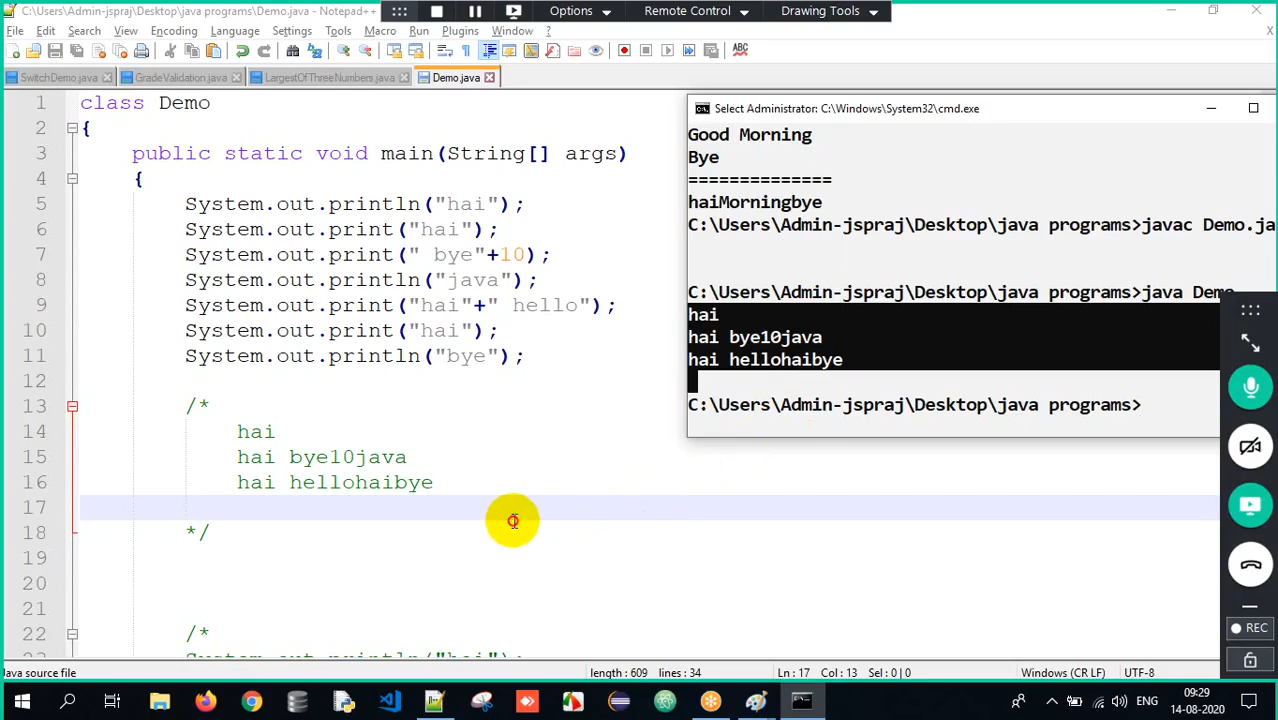 C:\Users\Admin-jspraj\Desktop\java programs\Demo.java - Notepad++
Options
Remote Control
Drawing Tools
File Edit Search View Encoding Language Settings Tools Macro Run Plugins Window ?
X
ABC
SwitchDemo.java GradeValidation.java LargestOfThreeNumbers.java Demo.java
1 class Demo
2 {
3 public static void main(String[] args)
4 {
5 System.out.println("hai");
6 System.out.print("hai");
7 System.out.print(" bye"+10);
8 System.out.println("java");
9 System.out.print("hai"+" hello");
10 System.out.print("hai");
11 System.out.println("bye");
12
13 /*
14 hai
15 hai bye10java
16 hai hellohaibye
17
18 */
19
20
21
22 /*
23 System.out.println("hai");
Select Administrator: C:\Windows\System32\cmd.exe
Good Morning
Bye
==============
haiMorningbye
C:\Users\Admin-jspraj\Desktop\java programs>javac Demo.ja
C:\Users\Admin-jspraj\Desktop\java programs>java Demo
hai
hai bye10java
hai hellohaibye
C:\Users\Admin-jspraj\Desktop\java programs>
REC
Java source file length : 609 lines : 34 Ln : 17 Col : 13 Sel : 0 | 0 Windows (CR LF) UTF-8
ENG
09:29
14-08-2020